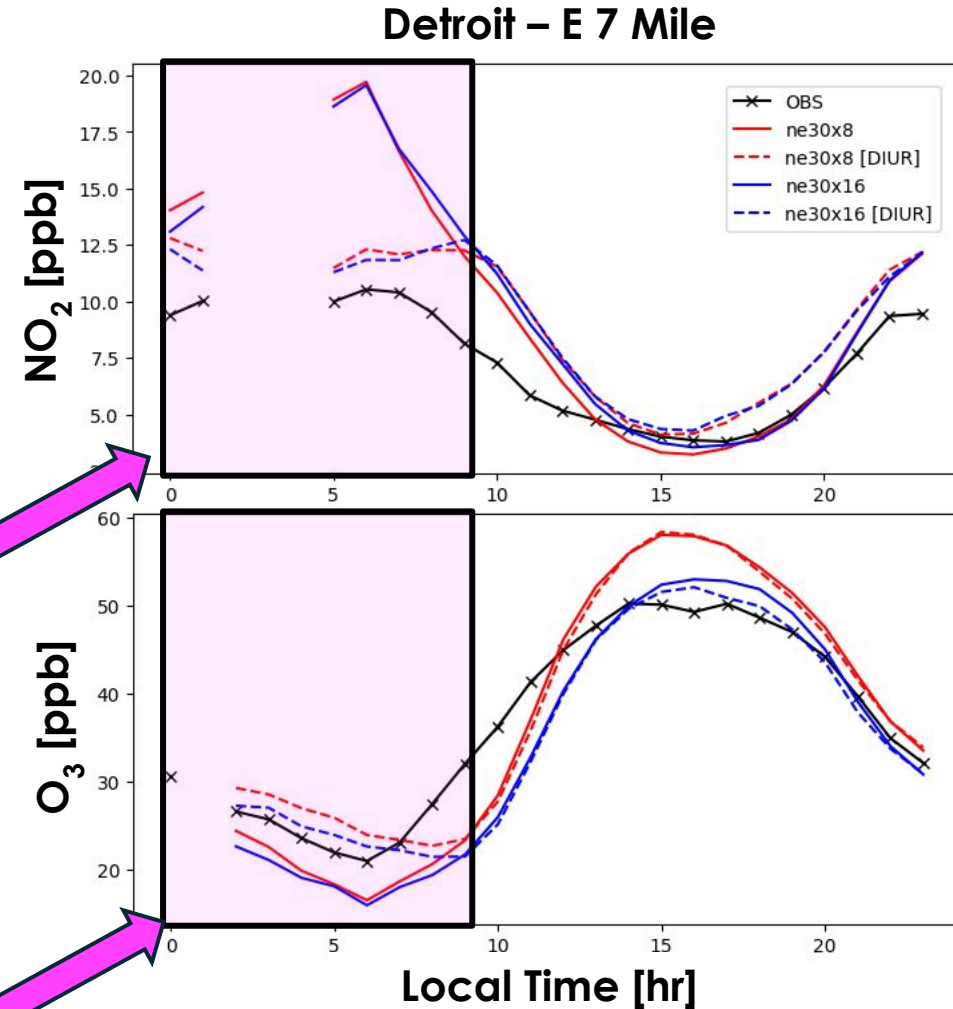 Detroit – E 7 Mile
NO2 [ppb]
20.0
17.5
15.0
12.5
10.0
7.5
5.0
OBS
ne30x8
ne30x8 [DIUR]
ne30x16
ne30x16 [DIUR]
0 5 10 15 20
O3 [ppb]
60
50
40
30
20
0 5 10 15 20
Local Time [hr]